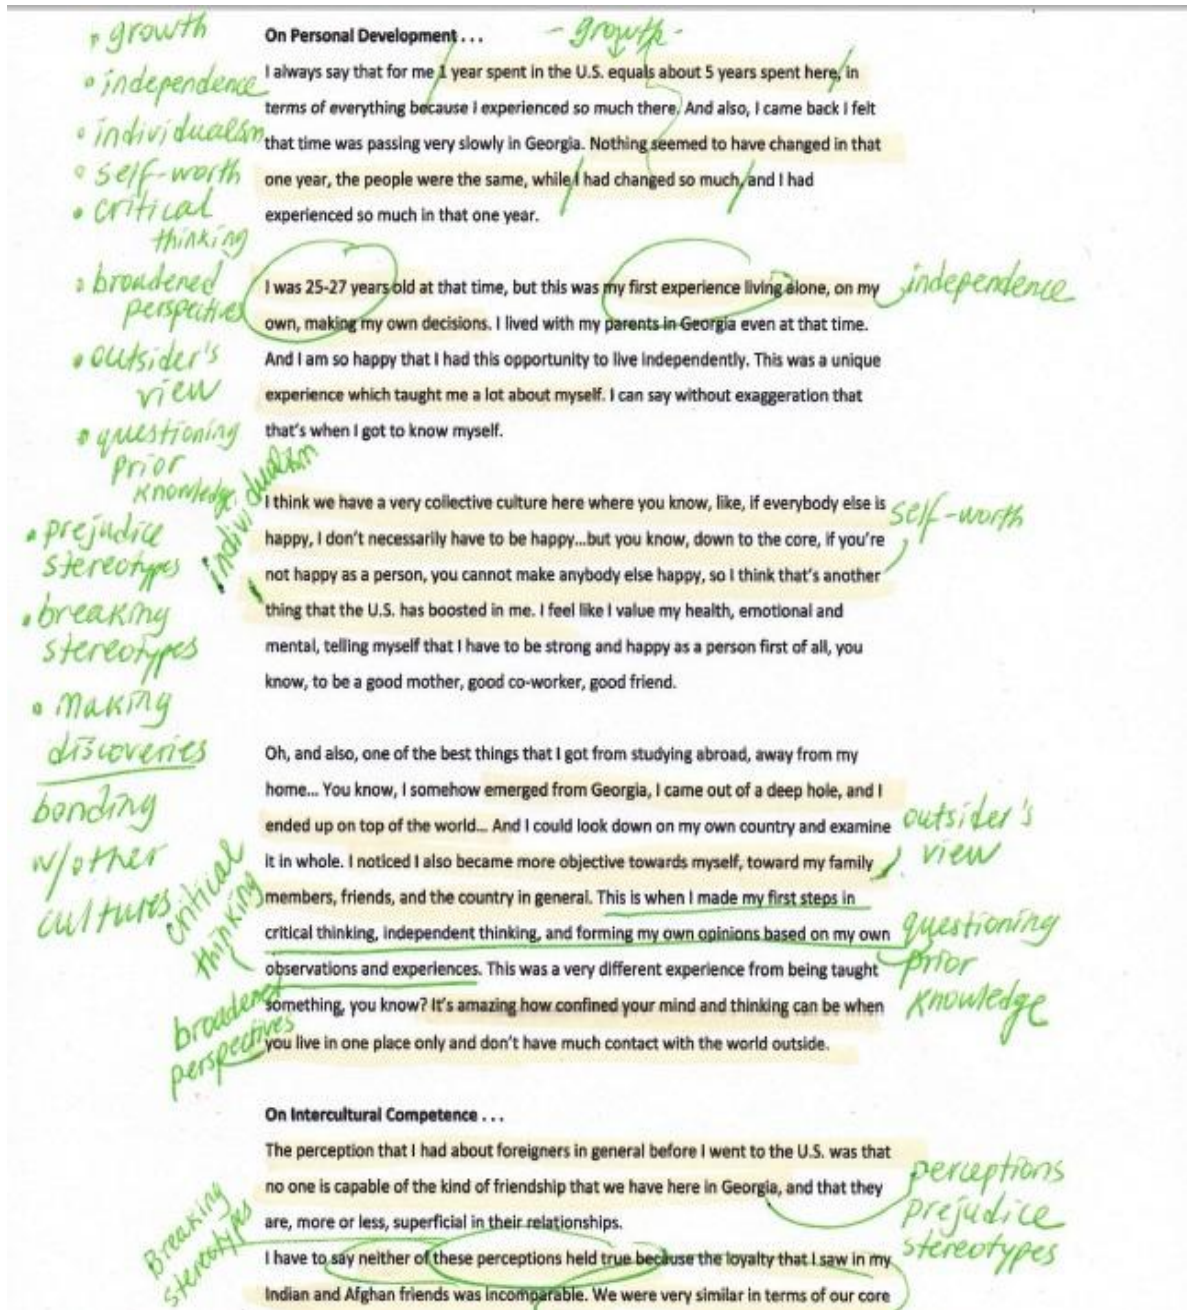 growth
independence
individualism
self-worth
critical
thinking
broadened
perspectives
outsider's
view
questioning
prior
knowledge
prejudice
stereotypes
breaking
stereotypes
making
discoveries
bonding
w/other
cultures
On Personal Development . . .
- growth -
I always say that for me 1 year spent in the U.S. equals about 5 years spent here, in
terms of everything because I experienced so much there. And also, I came back I felt
that time was passing very slowly in Georgia. Nothing seemed to have changed in that
one year, the people were the same, while I had changed so much, and I had
experienced so much in that one year.
I was 25-27 years old at that time, but this was my first experience living alone, on my
independence
own, making my own decisions. I lived with my parents in Georgia even at that time.
And I am so happy that I had this opportunity to live independently. This was a unique
experience which taught me a lot about myself. I can say without exaggeration that
that's when I got to know myself.
individualism
I think we have a very collective culture here where you know, like, if everybody else is
self-worth
happy, I don't necessarily have to be happy...but you know, down to the core, if you're
not happy as a person, you cannot make anybody else happy, so I think that's another
thing that the U.S. has boosted in me. I feel like I value my health, emotional and
mental, telling myself that I have to be strong and happy as a person first of all, you
know, to be a good mother, good co-worker, good friend.
Oh, and also, one of the best things that I got from studying abroad, away from my
home... You know, I somehow emerged from Georgia, I came out of a deep hole, and I
ended up on top of the world... And I could look down on my own country and examine
outsider's
view
it in whole. I noticed I also became more objective towards myself, toward my family
members, friends, and the country in general. This is when I made my first steps in
critical
thinking
critical thinking, independent thinking, and forming my own opinions based on my own
questioning
prior
knowledge
observations and experiences. This was a very different experience from being taught
something, you know? It's amazing how confined your mind and thinking can be when
broadened
perspectives
you live in one place only and don't have much contact with the world outside.
On Intercultural Competence . . .
The perception that I had about foreigners in general before I went to the U.S. was that
no one is capable of the kind of friendship that we have here in Georgia, and that they
perceptions
prejudice
stereotypes
are, more or less, superficial in their relationships.
Breaking
stereotypes
I have to say neither of these perceptions held true because the loyalty that I saw in my
Indian and Afghan friends was incomparable. We were very similar in terms of our core